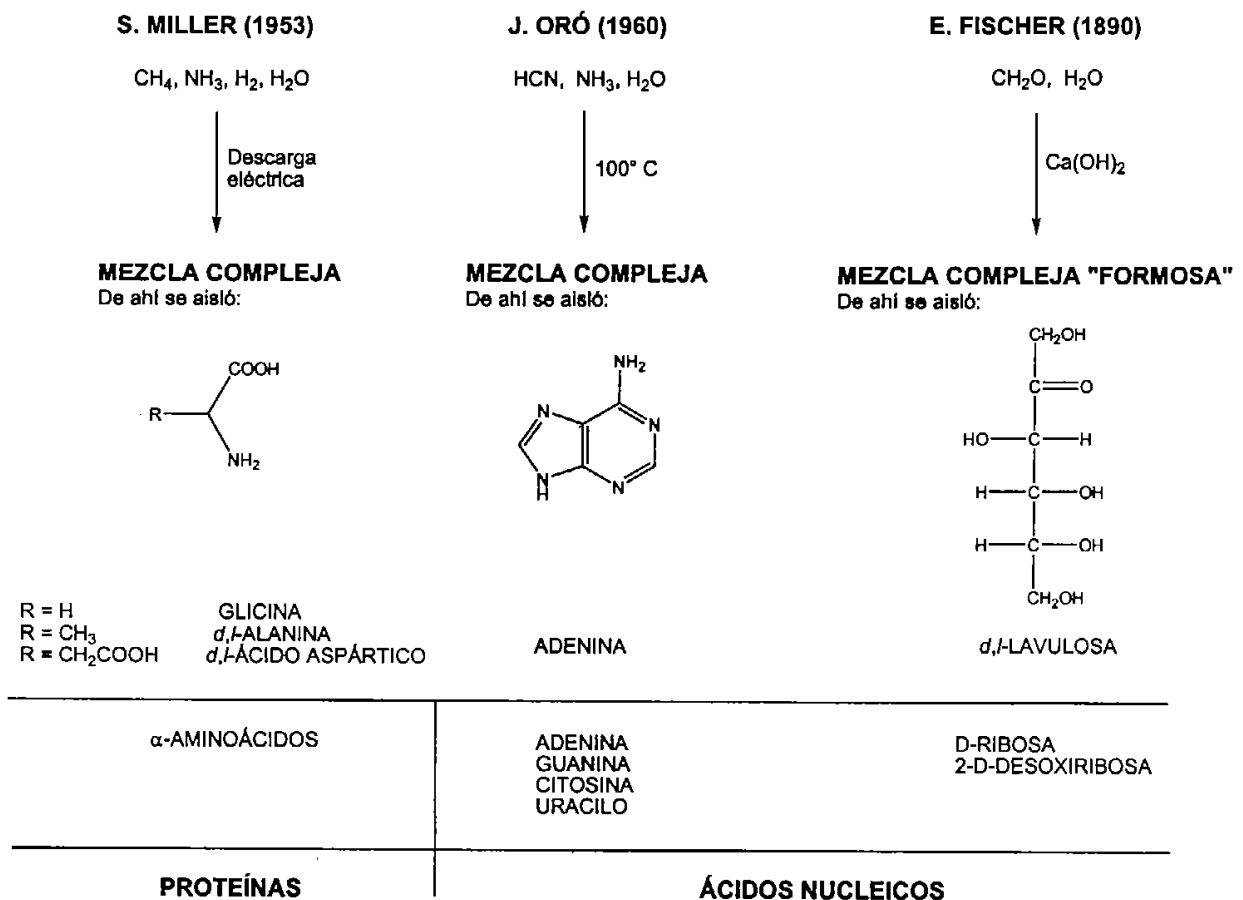 S. MILLER (1953)
CH₄, NH₃, H₂, H₂O
Descarga
eléctrica
MEZCLA COMPLEJA
De ahí se aisló:
COOH
R
NH₂
R = H GLICINA
R = CH₃ d,l-ALANINA
R = CH₂COOH d,l-ÁCIDO ASPÁRTICO
J. ORÓ (1960)
HCN, NH₃, H₂O
100° C
MEZCLA COMPLEJA
De ahí se aisló:
NH₂
N
N
N
H
N
ADENINA
E. FISCHER (1890)
CH₂O, H₂O
Ca(OH)₂
MEZCLA COMPLEJA "FORMOSA"
De ahí se aisló:
CH₂OH
C=O
HO—C—H
H—C—OH
H—C—OH
CH₂OH
d,l-LAVULOSA
α-AMINOÁCIDOS
ADENINA
GUANINA
CITOSINA
URACILO
D-RIBOSA
2-D-DESOXIRIBOSA
PROTEÍNAS
ÁCIDOS NUCLEICOS